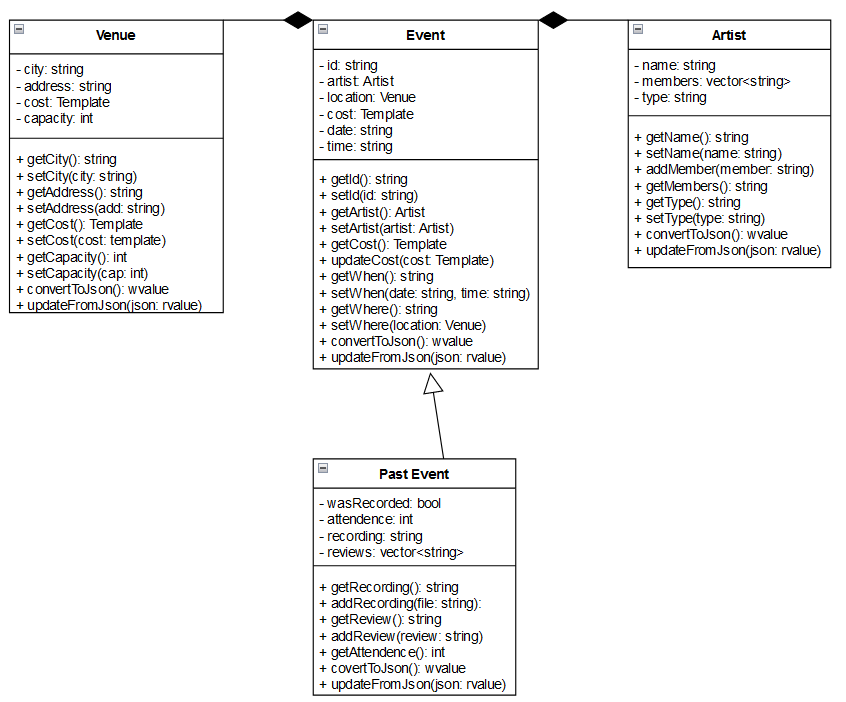 Venue
- city: string
- address: string
- cost: Template
- capacity: int
+ getCity(): string
+ setCity(city: string)
+ getAddress(): string
+ setAddress(add: string)
+ getCost(): Template
+ setCost(cost: template)
+ getCapacity(): int
+ setCapacity(cap: int)
+ convertToJson(): wvalue
+ updateFromJson(json: rvalue)
Event
- id: string
- artist: Artist
- location: Venue
- cost: Template
- date: string
- time: string
+ getId(): string
+ setId(id: string)
+ getArtist(): Artist
+ setArtist(artist: Artist)
+ getCost(): Template
+ updateCost(cost: Template)
+ getWhen(): string
+ setWhen(date: string, time: string)
+ getWhere(): string
+ setWhere(location: Venue)
+ convertToJson(): wvalue
+ updateFromJson(json: rvalue)
Artist
- name: string
- members: vector<string>
- type: string
+ getName(): string
+ setName(name: string)
+ addMember(member: string)
+ getMembers(): string
+ getType(): string
+ setType(type: string)
+ convertToJson(): wvalue
+ updateFromJson(json: rvalue)
Past Event
- wasRecorded: bool
- attendence: int
- recording: string
- reviews: vector<string>
+ getRecording(): string
+ addRecording(file: string):
+ getReview(): string
+ addReview(review: string)
+ getAttendence(): int
+ covertToJson(): wvalue
+ updateFromJson(json: rvalue)